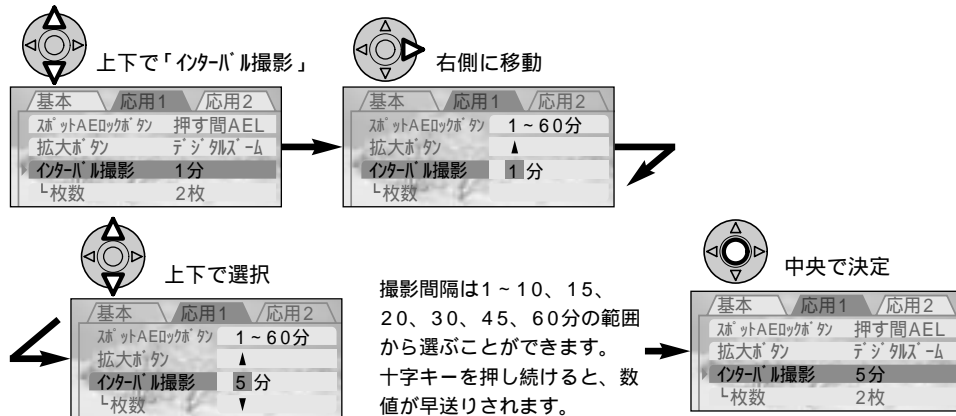 上下で「ｲﾝﾀｰﾊﾞﾙ撮影」
基本 応用1 応用2
ｽﾎﾟｯﾄAEﾛｯｸﾎﾞﾀﾝ 押す間AEL
拡大ﾎﾞﾀﾝ ﾃﾞｼﾞﾀﾙｽﾞｰﾑ
ｲﾝﾀｰﾊﾞﾙ撮影 1分
└枚数 2枚
右側に移動
基本 応用1 応用2
ｽﾎﾟｯﾄAEﾛｯｸﾎﾞﾀﾝ 1~60分
拡大ﾎﾞﾀﾝ ▲
ｲﾝﾀｰﾊﾞﾙ撮影 1分
└枚数
上下で選択
基本 応用1 応用2
ｽﾎﾟｯﾄAEﾛｯｸﾎﾞﾀﾝ 1~60分
拡大ﾎﾞﾀﾝ ▲
ｲﾝﾀｰﾊﾞﾙ撮影 5分
└枚数 ▼
撮影間隔は1~10、15、
20、30、45、60分の範囲
から選ぶことができます。
十字キーを押し続けると、数
値が早送りされます。
中央で決定
基本 応用1 応用2
ｽﾎﾟｯﾄAEﾛｯｸﾎﾞﾀﾝ 押す間AEL
拡大ﾎﾞﾀﾝ ﾃﾞｼﾞﾀﾙｽﾞｰﾑ
ｲﾝﾀｰﾊﾞﾙ撮影 5分
└枚数 2枚